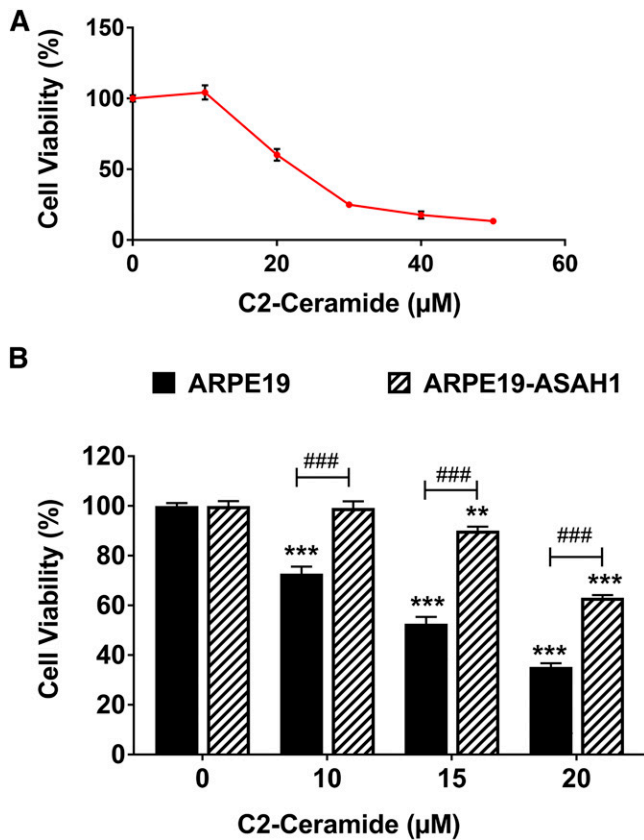 A
150
100
50
0
Cell Viability (%)
0 20 40 60
C2-Ceramide (µM)
B
ARPE19 ARPE19-ASAH1
120
100
80
60
40
20
0
Cell Viability (%)
### ### ###
*** *** ** *** ***
0 10 15 20
C2-Ceramide (µM)